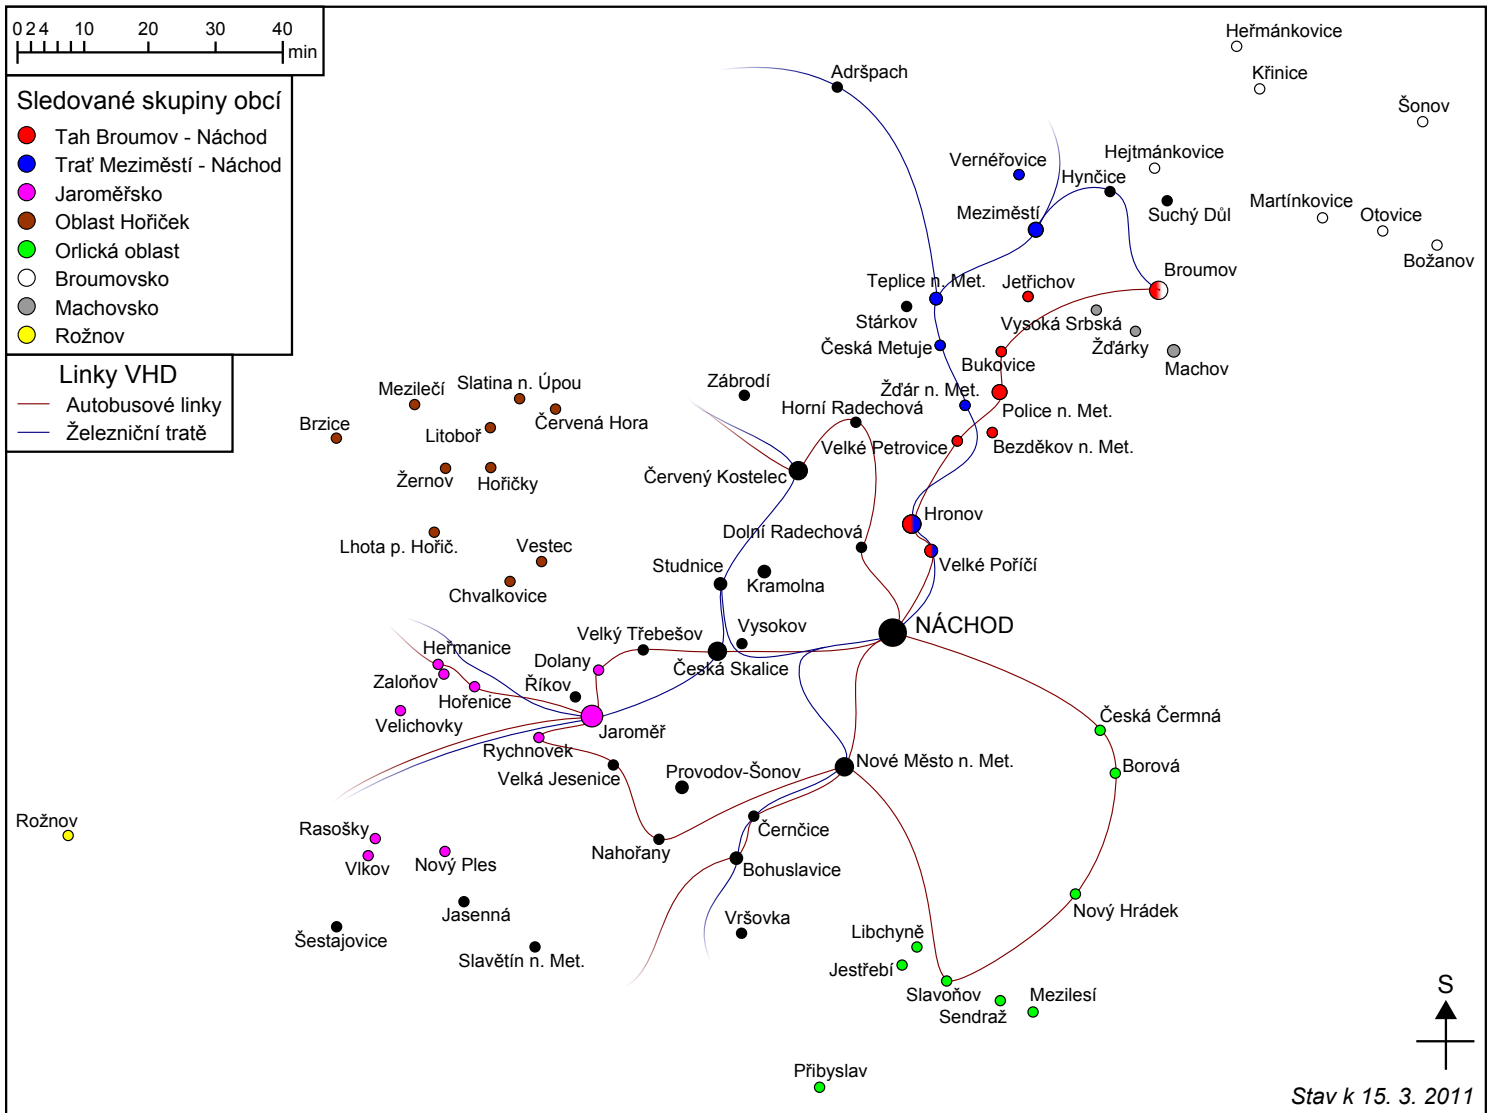 0 2 4 10 20 30 40
min
Sledované skupiny obcí
Tah Broumov - Náchod
Trať Meziměstí - Náchod
Jaroměřsko
Oblast Hořiček
Orlická oblast
Broumovsko
Machovsko
Rožnov
Linky VHD
Autobusové linky
Železniční tratě
Heřmánkovice
Adršpach
Křinice
Šonov
Vernéřovice
Hejtmánkovice
Hynčice
Meziměstí
Suchý Důl
Martínkovice
Otovice
Božanov
Broumov
Teplice n. Met.
Jetřichov
Stárkov
Vysoká Srbská
Česká Metuje
Žďárky
Machov
Bukovice
Zábrodí
Žďár n. Met.
Mezilečí
Slatina n. Úpou
Červená Hora
Brzice
Litoboř
Horní Radechová
Police n. Met.
Velké Petrovice
Bezděkov n. Met.
Žernov
Hořičky
Červený Kostelec
Hronov
Lhota p. Hořič.
Vestec
Dolní Radechová
Velké Poříčí
Studnice
Kramolna
Chvalkovice
NÁCHOD
Velký Třebešov
Vysokov
Heřmanice
Dolany
Česká Skalice
Zaloňov
Říkov
Hořenice
Velichovky
Jaroměř
Česká Čermná
Rychnovek
Velká Jesenice
Provodov-Šonov
Nové Město n. Met.
Borová
Rožnov
Rasošky
Černčice
Vlkov
Nový Ples
Nahořany
Bohuslavice
Jasenná
Nový Hrádek
Šestajovice
Vršovka
Libchyně
Slavětín n. Met.
Jestřebí
Slavoňov
Mezilesí
Sendraž
S
Přibyslav
Stav k 15. 3. 2011